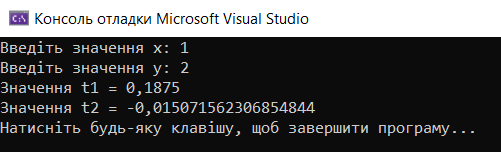 Консоль отладки Microsoft Visual Studio
Введіть значення x: 1
Введіть значення y: 2
Значення t1 = 0,1875
Значення t2 = -0,015071562306854844
Натисніть будь-яку клавішу, щоб завершити програму...